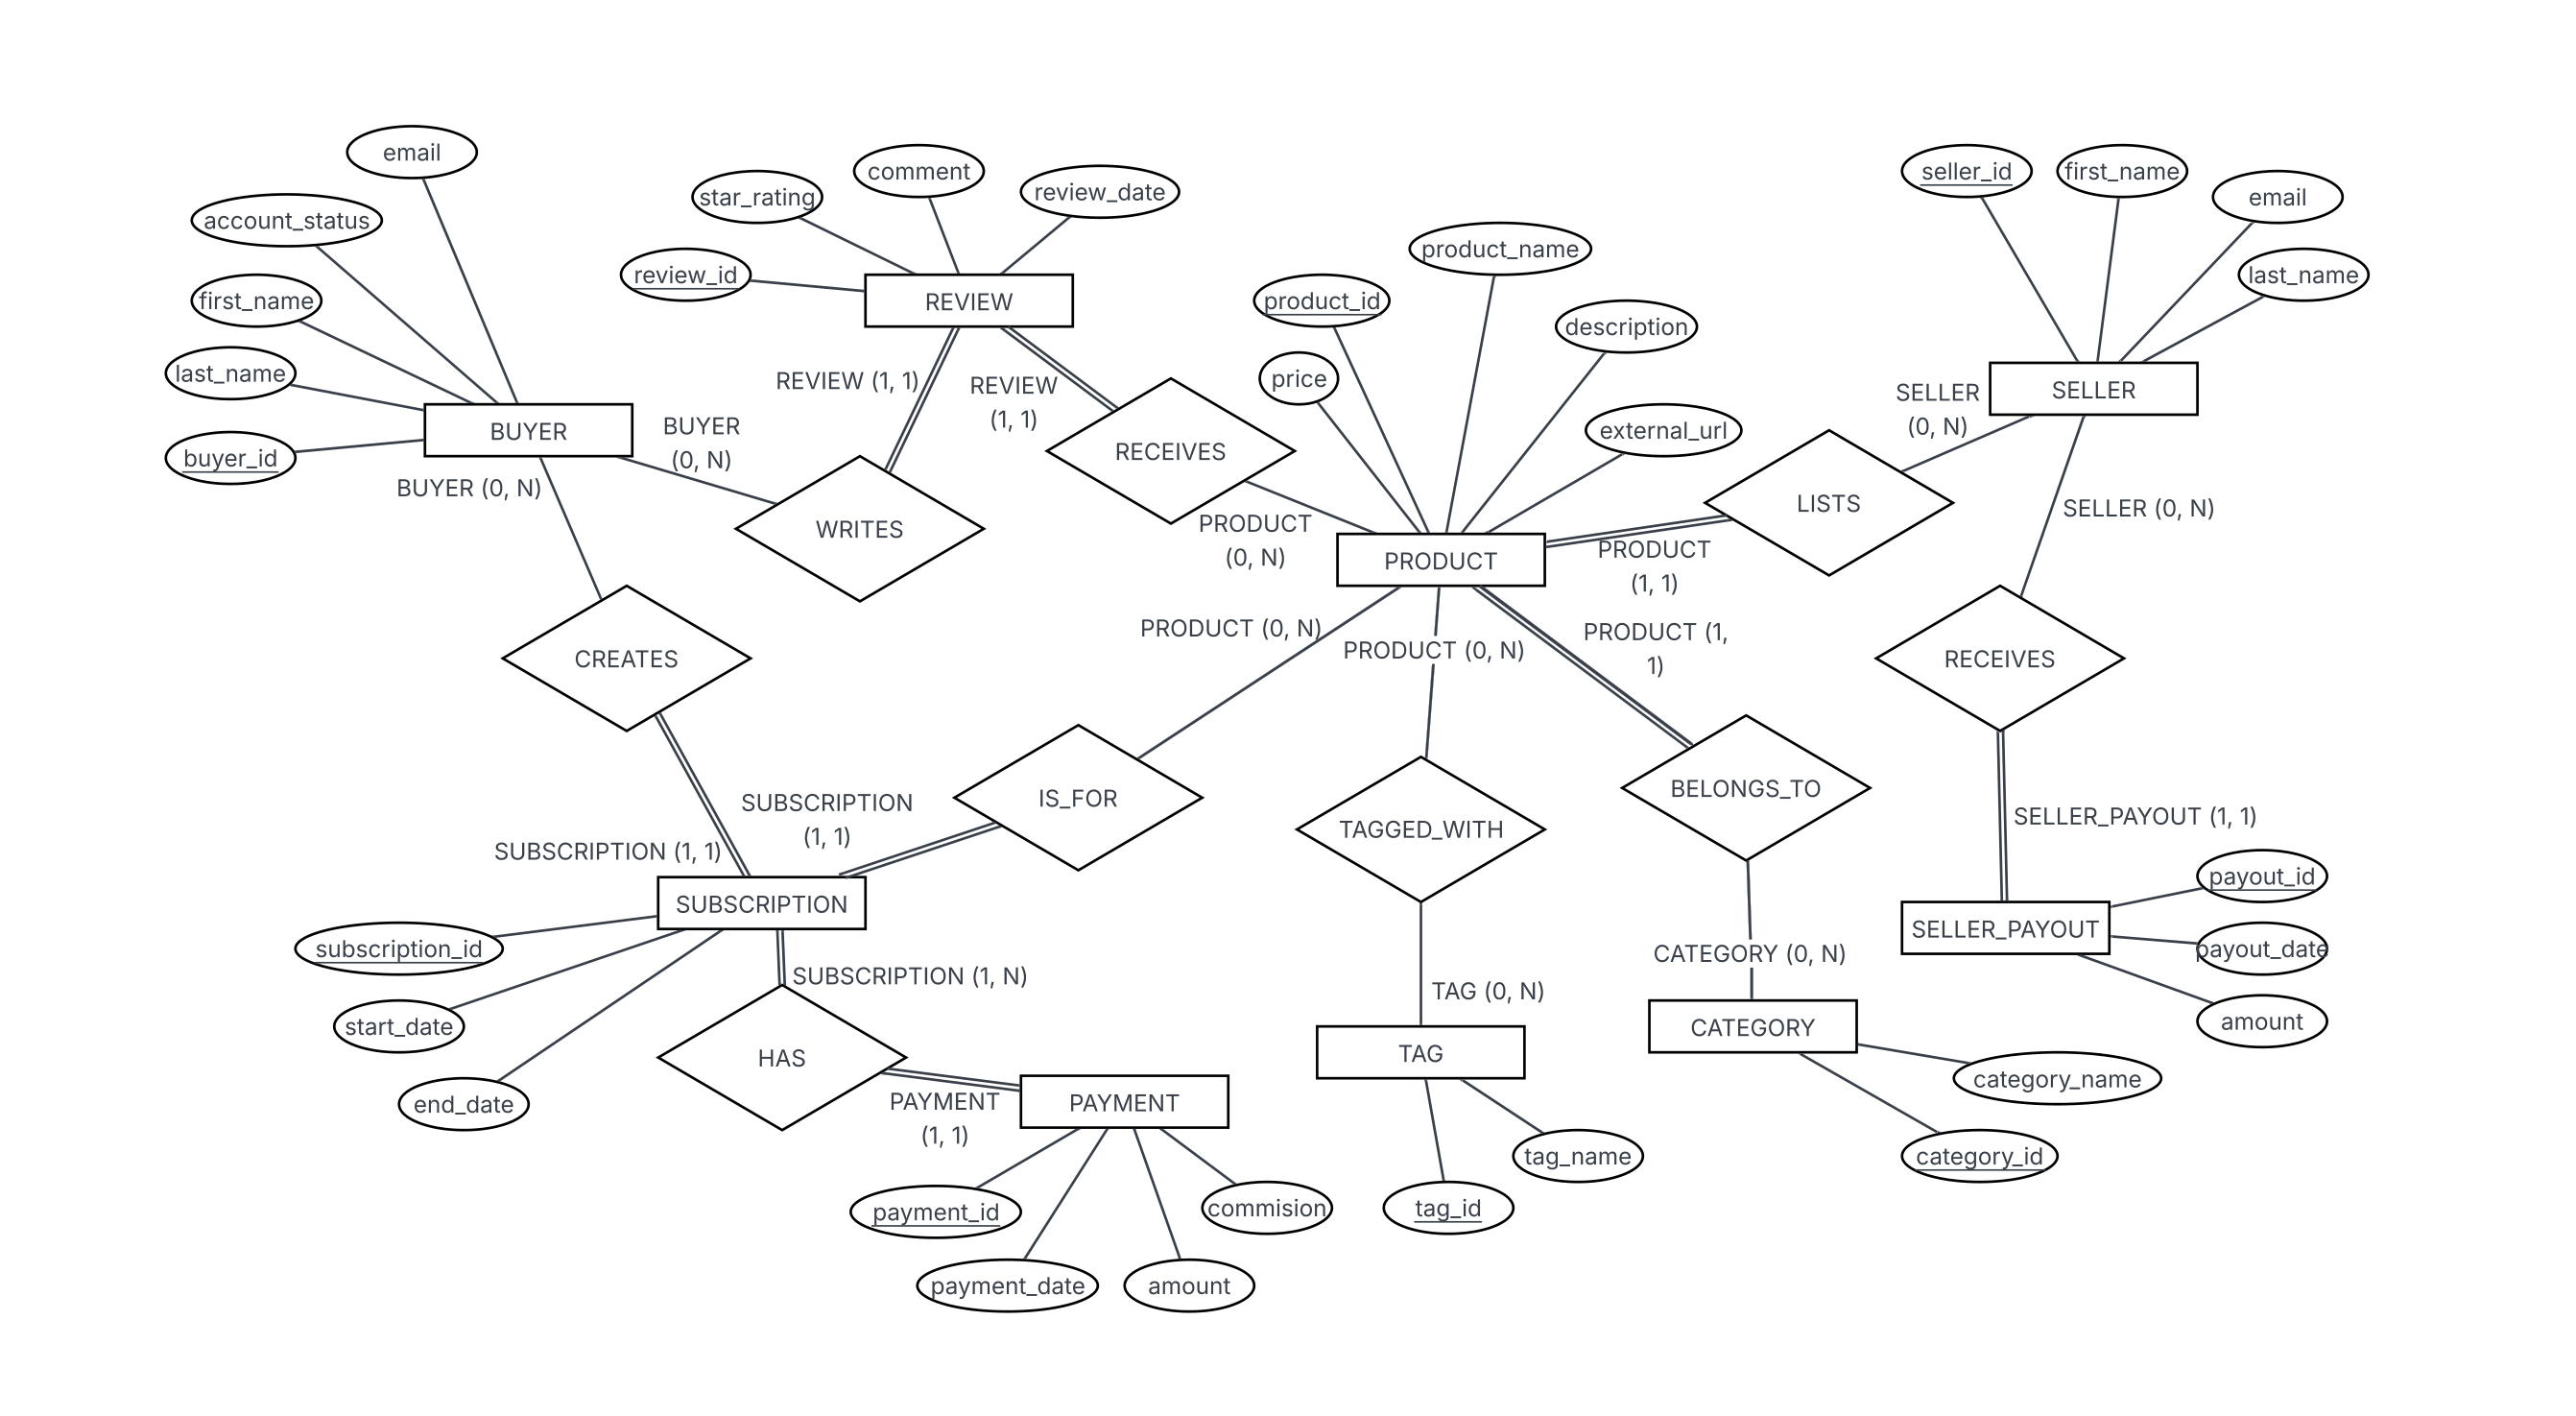 email
account_status
first_name
last_name
buyer_id
BUYER
BUYER
(0, N)
BUYER (0, N)
star_rating
comment
review_date
review_id
REVIEW
REVIEW (1, 1)
REVIEW
(1, 1)
WRITES
RECEIVES
PRODUCT
(0, N)
product_name
product_id
description
price
external_url
PRODUCT
seller_id
first_name
email
last_name
SELLER
SELLER
(0, N)
LISTS
PRODUCT
(1, 1)
SELLER (0, N)
RECEIVES
SELLER_PAYOUT (1, 1)
SELLER_PAYOUT
payout_id
payout_date
amount
CREATES
SUBSCRIPTION (1, 1)
SUBSCRIPTION
(1, 1)
IS_FOR
PRODUCT (0, N)
PRODUCT (0, N)
PRODUCT (1,
1)
TAGGED_WITH
BELONGS_TO
SUBSCRIPTION
subscription_id
start_date
end_date
SUBSCRIPTION (1, N)
HAS
PAYMENT
(1, 1)
PAYMENT
payment_id
payment_date
amount
commision
TAG (0, N)
TAG
tag_name
tag_id
CATEGORY (0, N)
CATEGORY
category_name
category_id